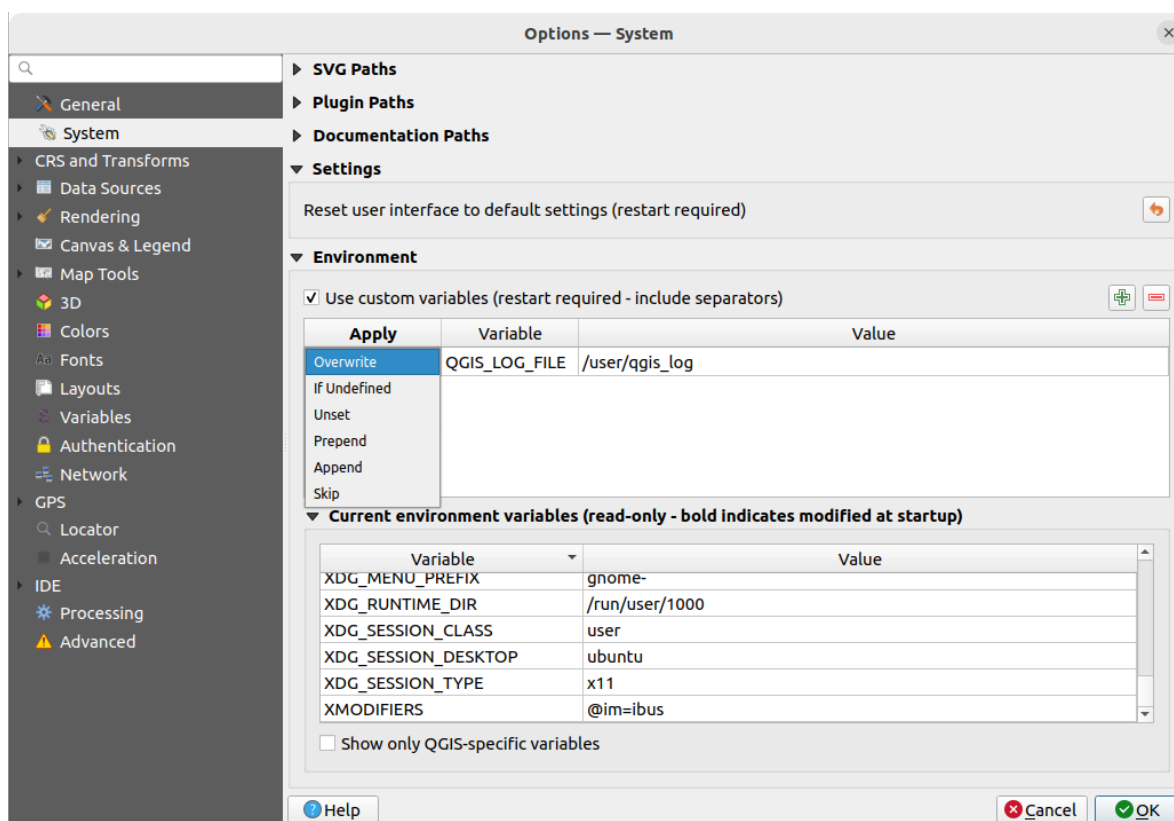 Options — System
General
System
CRS and Transforms
Data Sources
Rendering
Canvas & Legend
Map Tools
3D
Colors
Aa Fonts
Layouts
Variables
Authentication
Network
GPS
Locator
Acceleration
IDE
Processing
Advanced
SVG Paths
Plugin Paths
Documentation Paths
Settings
Reset user interface to default settings (restart required)
Environment
Use custom variables (restart required - include separators)
Apply Variable Value
Overwrite QGIS_LOG_FILE /user/qgis_log
If Undefined
Unset
Prepend
Append
Skip
Current environment variables (read-only - bold indicates modified at startup)
Variable Value
XDG_MENU_PREFIX gnome-
XDG_RUNTIME_DIR /run/user/1000
XDG_SESSION_CLASS user
XDG_SESSION_DESKTOP ubuntu
XDG_SESSION_TYPE x11
XMODIFIERS @im=ibus
Show only QGIS-specific variables
Help Cancel OK